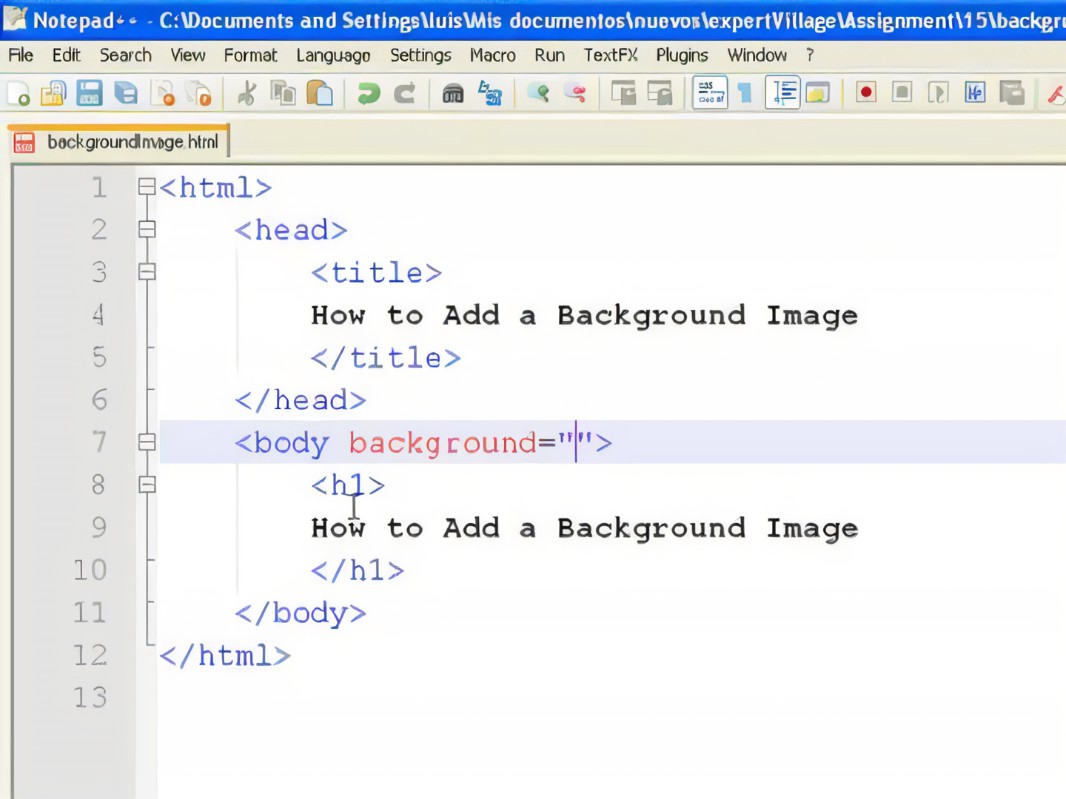 Notepad++ - C:\Documents and Settings\luis\Mis documentos\nuevos\expertVillage\Assignment\15\backgr
File Edit Search View Format Language Settings Macro Run TextFX Plugins Window ?
backgroundImage.html
1 <html>
2 <head>
3 <title>
4 How to Add a Background Image
5 </title>
6 </head>
7 <body background="">
8 <h1>
9 How to Add a Background Image
10 </h1>
11 </body>
12 </html>
13